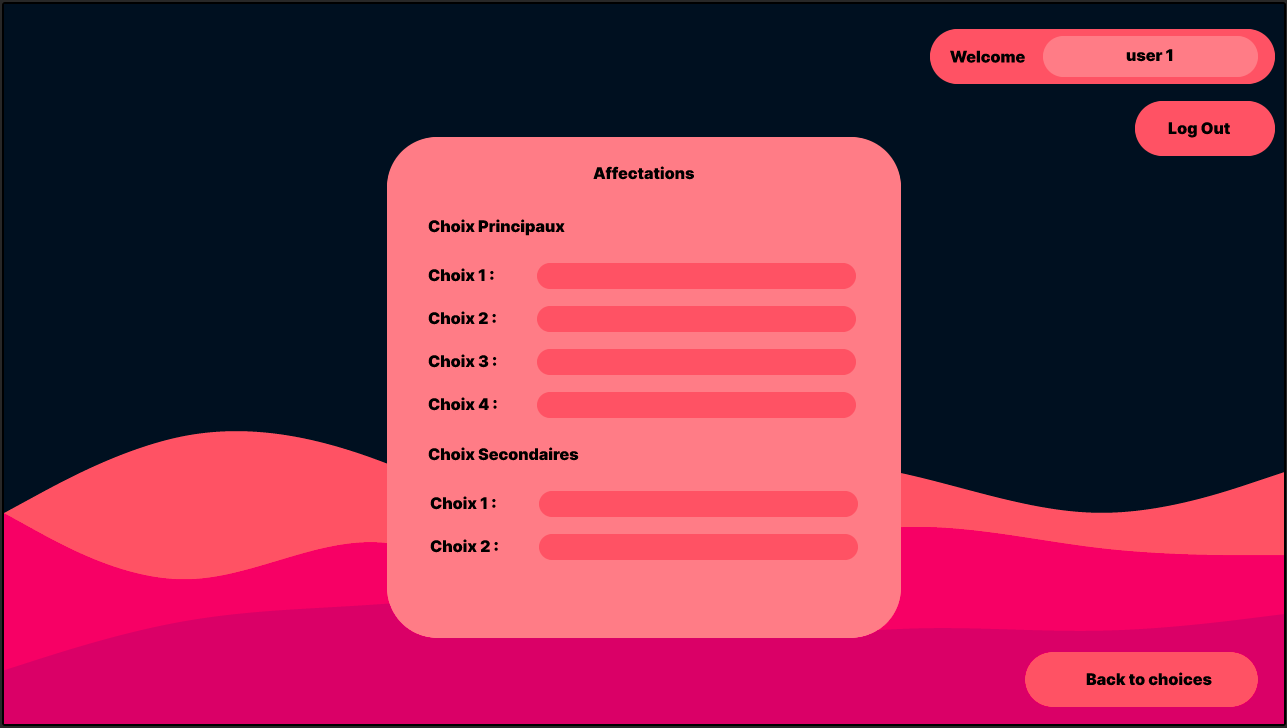 Welcome user 1
Log Out
Affectations
Choix Principaux
Choix 1 :
Choix 2 :
Choix 3 :
Choix 4 :
Choix Secondaires
Choix 1 :
Choix 2 :
Back to choices